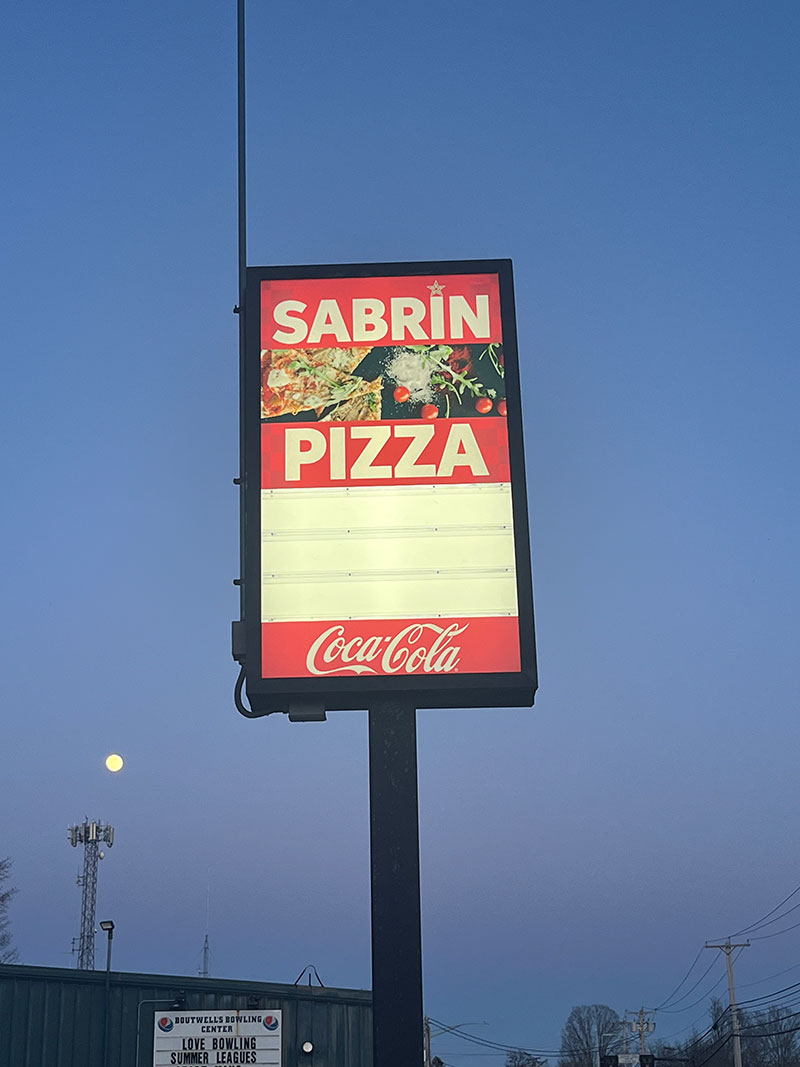 SABRIN
PIZZA
Coca-Cola
BOUTWELL'S BOWLING
CENTER
LOVE BOWLING
SUMMER LEAGUES